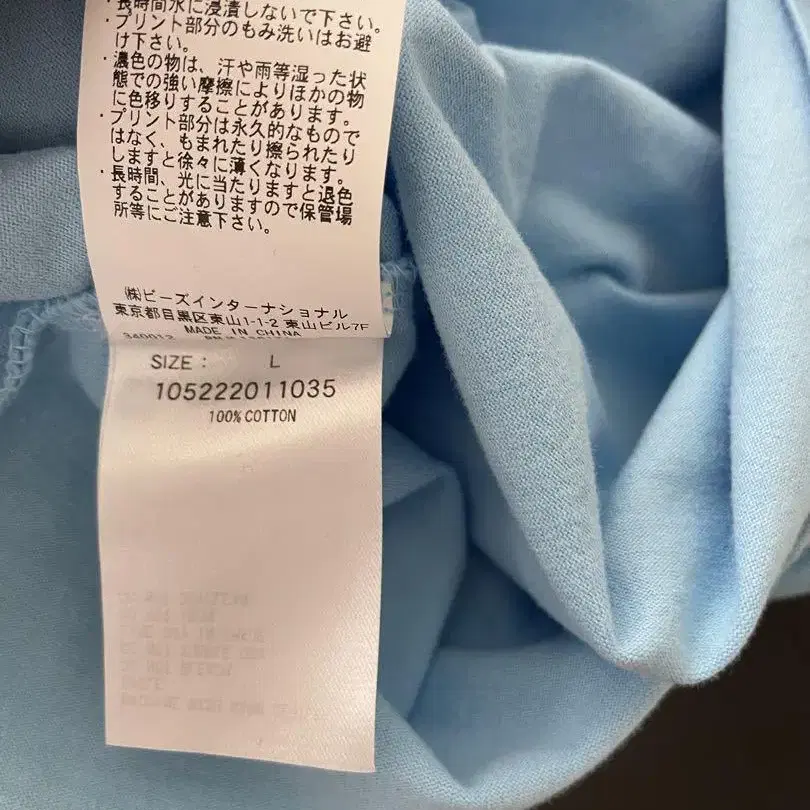 ・長時間水に浸漬しないで下さい。
・プリント部分のもみ洗いはお避
け下さい。
・濃色の物は、汗や雨等湿った状
態での強い摩擦によりほかの物
に色移りすることがあります。
・プリント部分は永久的なもので
はなく、もまれたり擦られたり
しますと徐々に薄くなります。
・長時間、光に当たりますと退色
することがありますので保管場
所等にご注意下さい。
㈱ビーズインターナショナル
東京都目黒区東山1-1-2 東山ビル7F
MADE IN CHINA
340012
SIZE : L
105222011035
100% COTTON